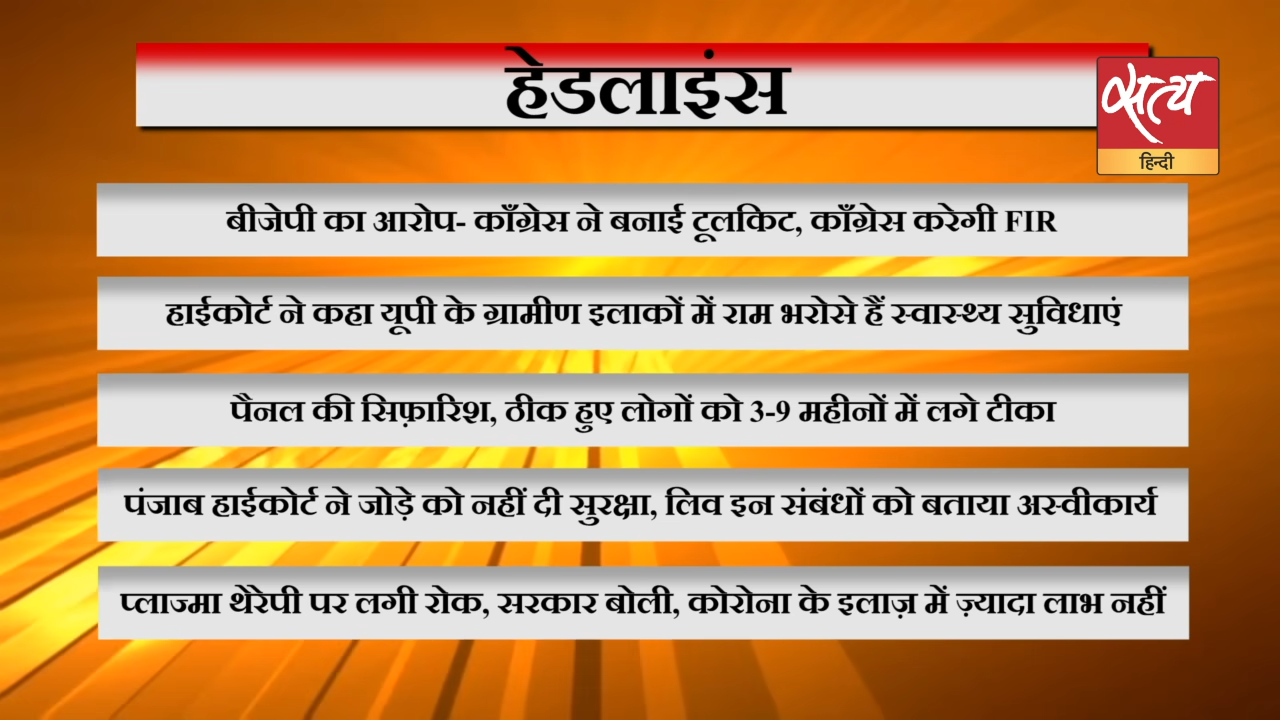 हेडलाइंस
सत्य
हिन्दी
बीजेपी का आरोप- काँग्रेस ने बनाई टूलकिट, काँग्रेस करेगी FIR
हाईकोर्ट ने कहा यूपी के ग्रामीण इलाकों में राम भरोसे हैं स्वास्थ्य सुविधाएं
पैनल की सिफ़ारिश, ठीक हुए लोगों को 3-9 महीनों में लगे टीका
पंजाब हाईकोर्ट ने जोड़े को नहीं दी सुरक्षा, लिव इन संबंधों को बताया अस्वीकार्य
प्लाज्मा थैरेपी पर लगी रोक, सरकार बोली, कोरोना के इलाज़ में ज़्यादा लाभ नहीं